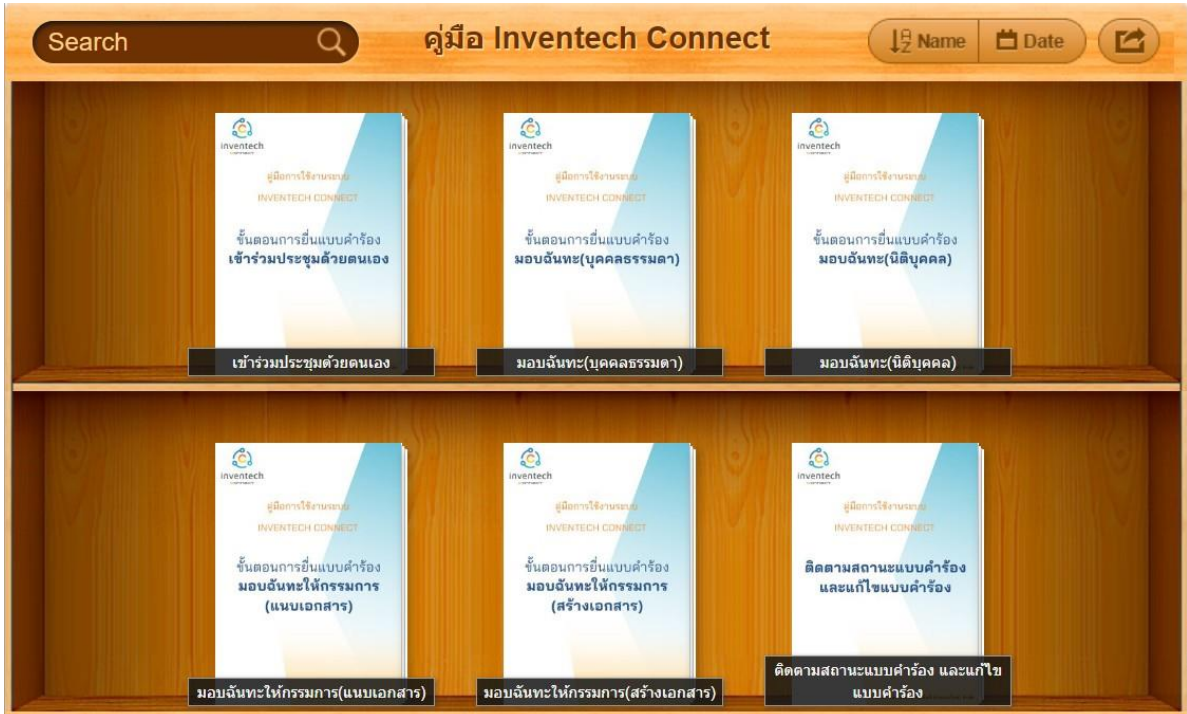 Search
คู่มือ Inventech Connect
Name
Date
inventech
คู่มือการใช้งานระบบ
INVENTECH CONNECT
ขั้นตอนการยื่นแบบคำร้อง
เข้าร่วมประชุมด้วยตนเอง
เข้าร่วมประชุมด้วยตนเอง
inventech
คู่มือการใช้งานระบบ
INVENTECH CONNECT
ขั้นตอนการยื่นแบบคำร้อง
มอบฉันทะ(บุคคลธรรมดา)
มอบฉันทะ(บุคคลธรรมดา)
inventech
คู่มือการใช้งานระบบ
INVENTECH CONNECT
ขั้นตอนการยื่นแบบคำร้อง
มอบฉันทะ(นิติบุคคล)
มอบฉันทะ(นิติบุคคล)
inventech
คู่มือการใช้งานระบบ
INVENTECH CONNECT
ขั้นตอนการยื่นแบบคำร้อง
มอบฉันทะให้กรรมการ
(แนบเอกสาร)
มอบฉันทะให้กรรมการ(แนบเอกสาร)
inventech
คู่มือการใช้งานระบบ
INVENTECH CONNECT
ขั้นตอนการยื่นแบบคำร้อง
มอบฉันทะให้กรรมการ
(สร้างเอกสาร)
มอบฉันทะให้กรรมการ(สร้างเอกสาร)
inventech
คู่มือการใช้งานระบบ
INVENTECH CONNECT
ติดตามสถานะแบบคำร้อง
และแก้ไขแบบคำร้อง
ติดตามสถานะแบบคำร้อง และแก้ไข
แบบคำร้อง